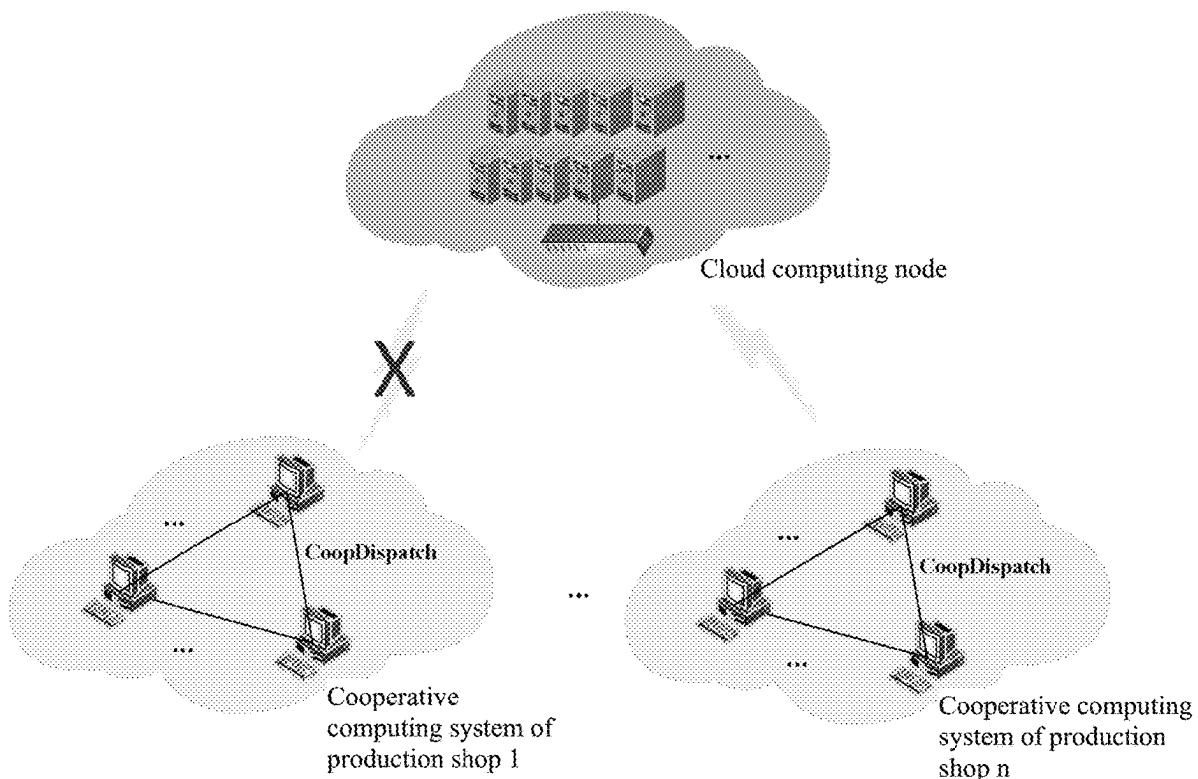 ...
Cloud computing node
X
...
CoopDispatch
...
...
...
CoopDispatch
...
Cooperative
computing system of
production shop 1
Cooperative computing
system of production
shop n